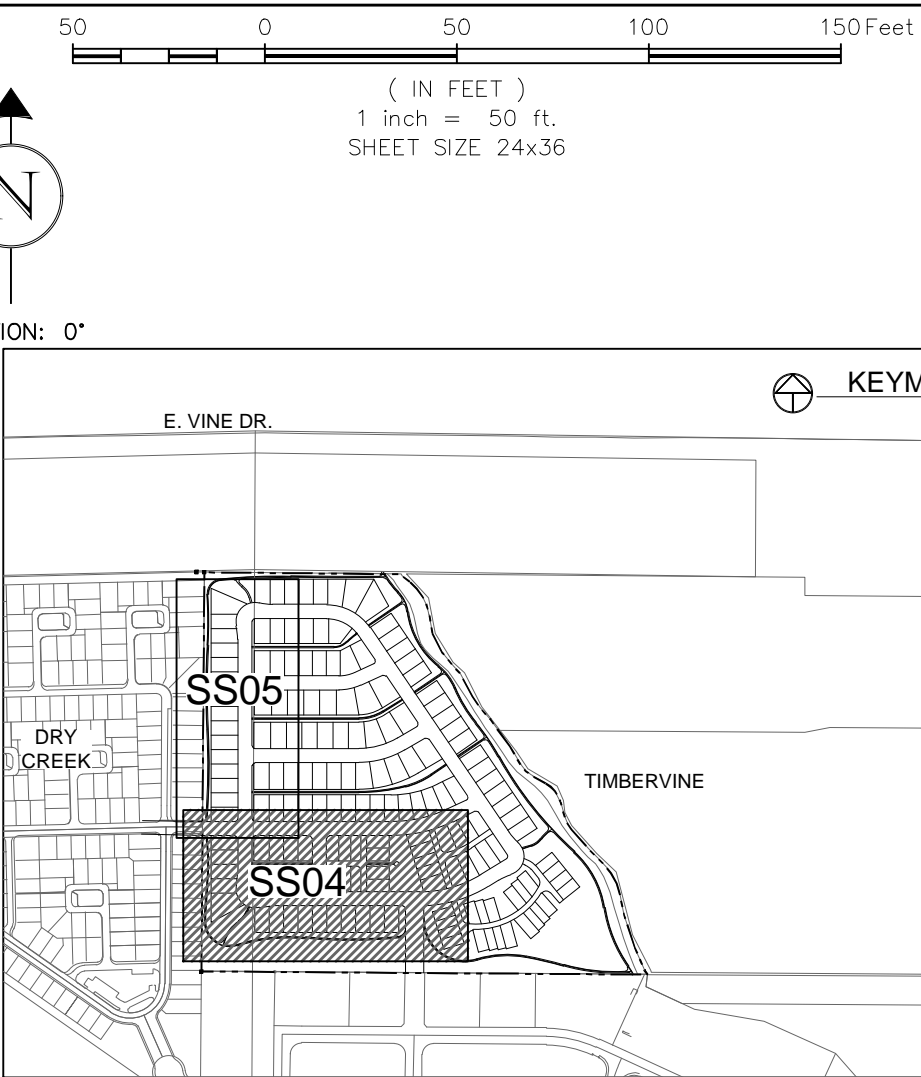 50 0 50 100 150 Feet
( IN FEET )
1 inch = 50 ft.
SHEET SIZE 24x36
N
ION: 0°
KEYM
E. VINE DR.
SS05
DRY
CREEK
TIMBERVINE
SS04